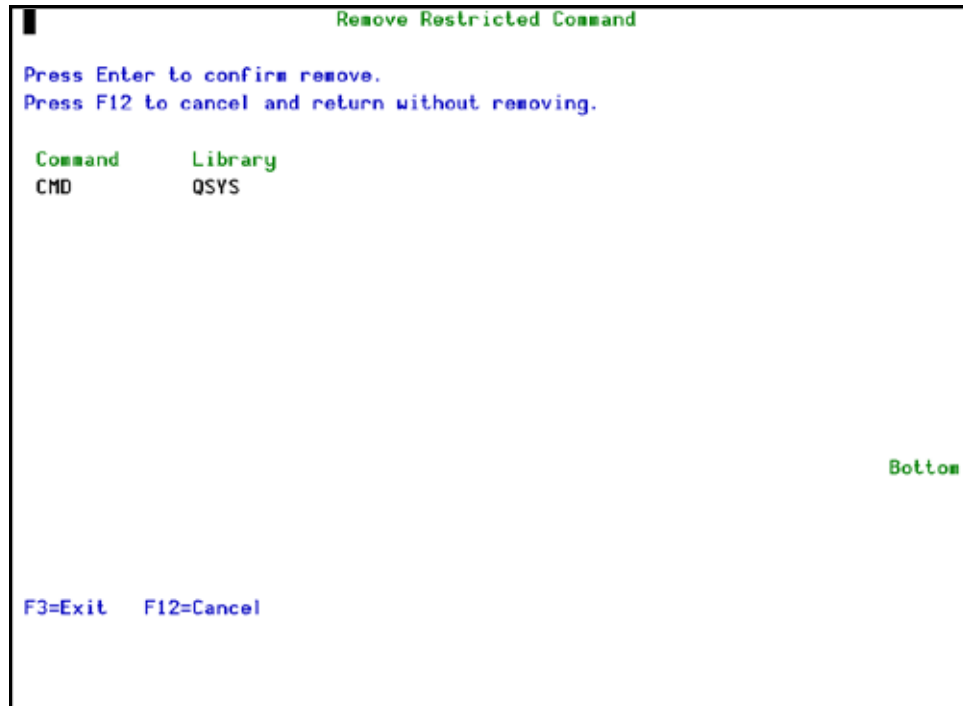 Remove Restricted Command
Press Enter to confirm remove.
Press F12 to cancel and return without removing.
Command Library
CMD QSYS
Bottom
F3=Exit F12=Cancel